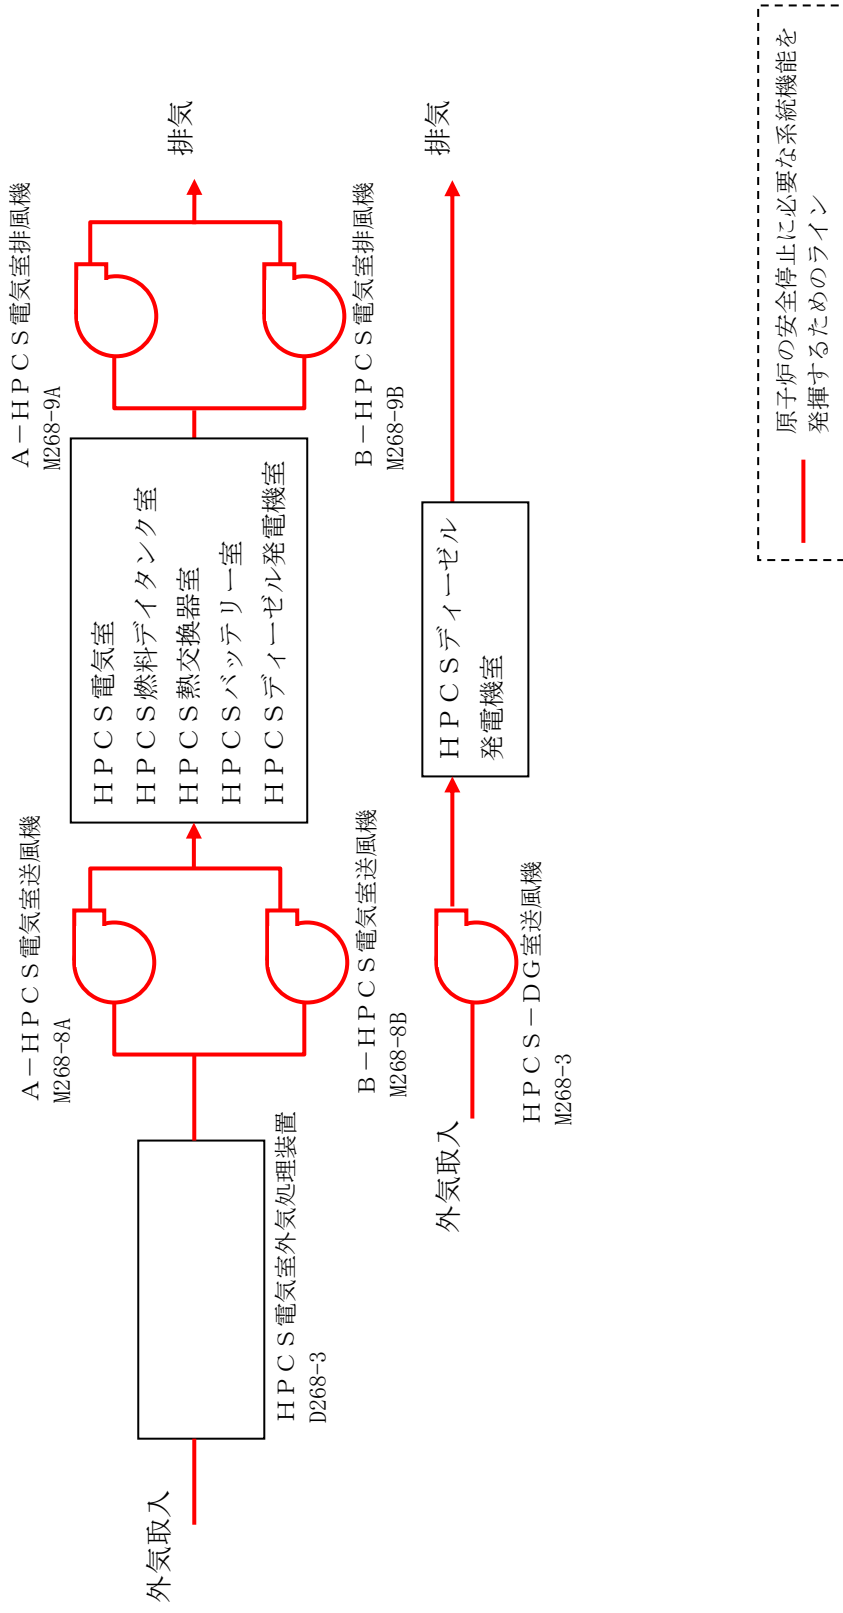 外気取入
HPCS電気室外気処理装置
D268-3
A-HPCS電気室送風機
M268-8A
B-HPCS電気室送風機
M268-8B
HPCS電気室
HPCS燃料デイタンク室
HPCS熱交換器室
HPCSバッテリー室
HPCSディーゼル発電機室
A-HPCS電気室排風機
M268-9A
B-HPCS電気室排風機
M268-9B
排気
外気取入
HPCS-DG室送風機
M268-3
HPCSディーゼル
発電機室
排気
原子炉の安全停止に必要な系統機能を
発揮するためのライン